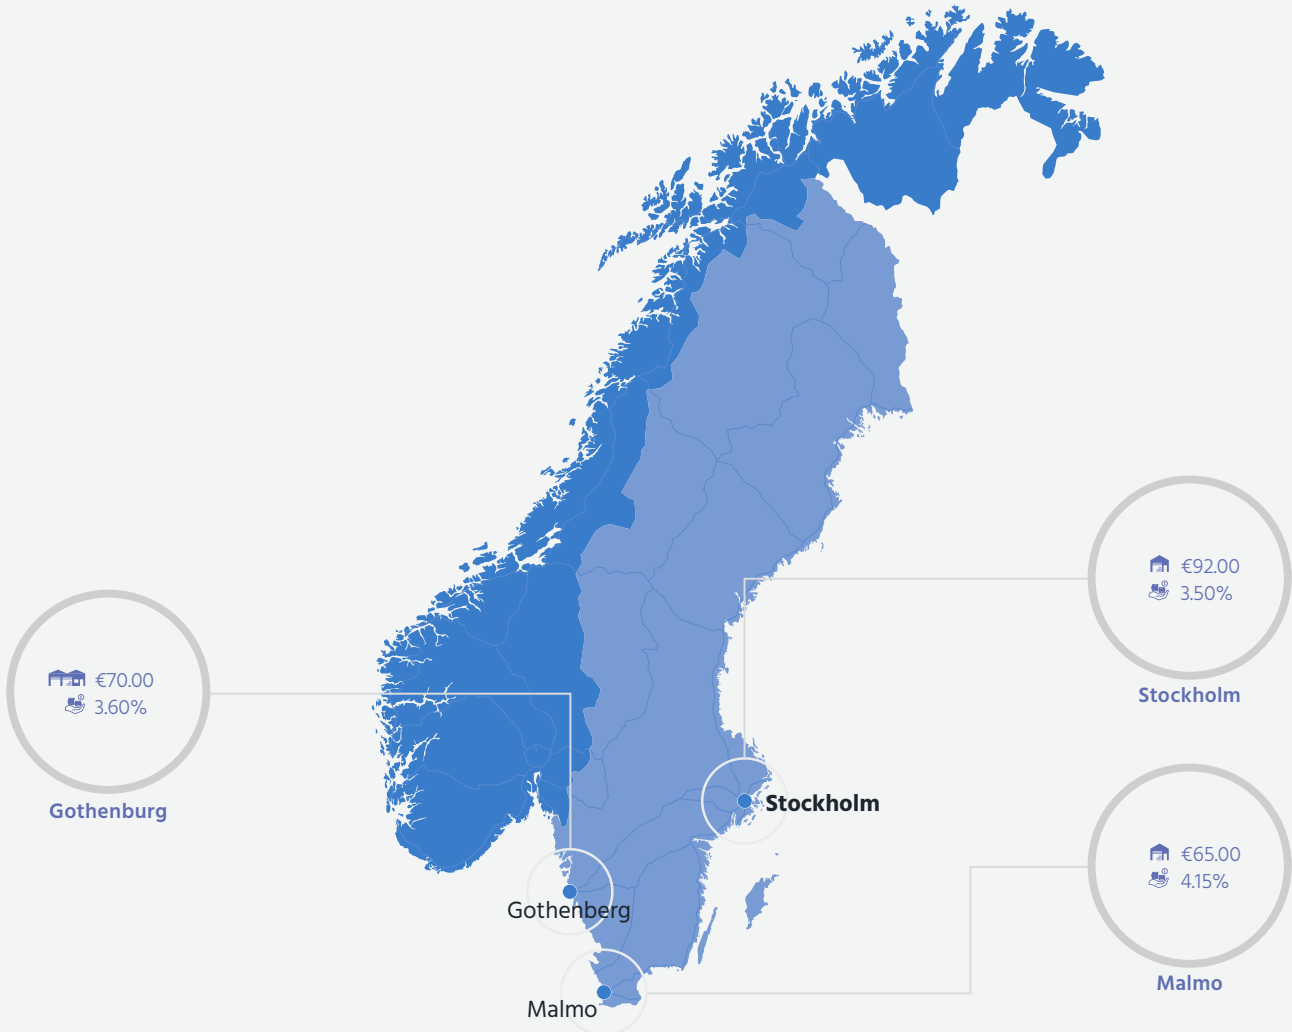 €92.00
3.50%
Stockholm
€70.00
3.60%
Gothenburg
Stockholm
€65.00
4.15%
Malmo
Gothenberg
Malmo